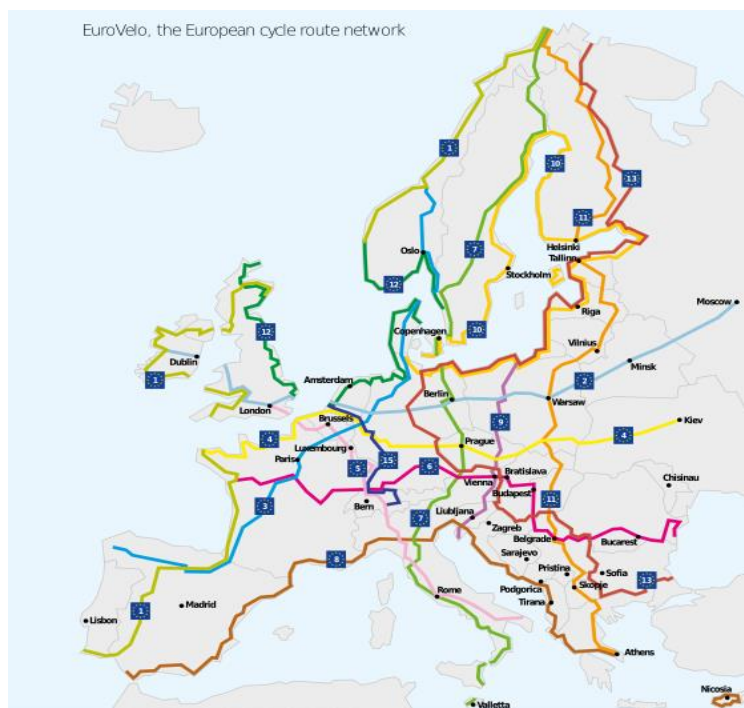 EuroVelo, the European cycle route network
1
10
13
11
Oslo
7
Helsinki
Tallinn
12
Stockholm
Moscow
Riga
12
10
Copenhagen
Vilnius
Dublin
Minsk
1
2
Amsterdam
Berlin
Warsaw
London
Brussels
9
Kiev
4
4
Prague
Luxembourg
Paris
15
5
6
Vienna
Bratislava
Chisinau
Budapest
3
Bern
7
Ljubljana
11
Zagreb
Belgrade
Bucarest
8
Sarajevo
Pristina
Sofia
13
Skopje
Podgorica
Rome
Madrid
1
Tirana
Lisbon
Athens
Nicosia
Valletta